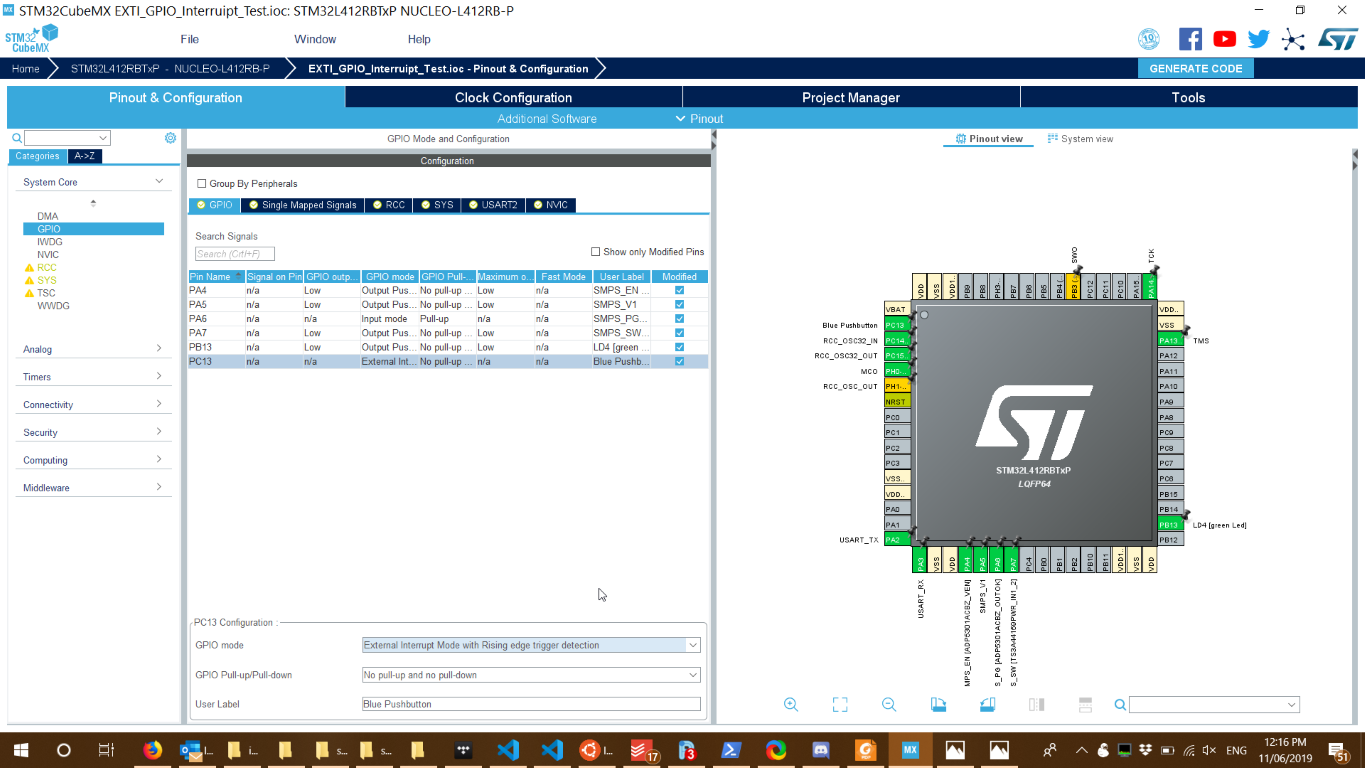 MX STM32CubeMX EXTI_GPIO_Interruipt_Test.ioc: STM32L412RBTxP NUCLEO-L412RB-P
STM32 CubeMX File Window Help
Home STM32L412RBTxP - NUCLEO-L412RB-P EXTI_GPIO_Interruipt_Test.ioc - Pinout & Configuration GENERATE CODE
Pinout & Configuration Clock Configuration Project Manager Tools
Additional Software Pinout
Categories A->Z
System Core
DMA
GPIO
IWDG
NVIC
RCC
SYS
TSC
WWDG
Analog
Timers
Connectivity
Security
Computing
Middleware
GPIO Mode and Configuration
Configuration
Group By Peripherals
GPIO Single Mapped Signals RCC SYS USART2 NVIC
Search Signals
Search (CrtI+F) Show only Modified Pins
Pin Name Signal on Pin GPIO outp... GPIO mode GPIO Pull-... Maximum o... Fast Mode User Label Modified
PA4 n/a Low Output Pus... No pull-up ... Low n/a SMPS_EN ...
PA5 n/a Low Output Pus... No pull-up ... Low n/a SMPS_V1
PA6 n/a n/a Input mode Pull-up n/a n/a SMPS_PG...
PA7 n/a Low Output Pus... No pull-up ... Low n/a SMPS_SW...
PB13 n/a Low Output Pus... No pull-up ... Low n/a LD4 [green ...
PC13 n/a n/a External Int... No pull-up ... n/a n/a Blue Pushb...
PC13 Configuration :
GPIO mode External Interrupt Mode with Rising edge trigger detection
GPIO Pull-up/Pull-down No pull-up and no pull-down
User Label Blue Pushbutton
Pinout view System view
SWO TCK
VDD VSS VDD1.. PB9 PB8 PH3-.. PB7 PB6 PB5 PB4 PB3 PC12 PC11 PC10 PA15 PA14
VBAT VDD..
Blue Pushbutton PC13 VSS
RCC_OSC32_IN PC14 PA13 TMS
RCC_OSC32_OUT PC15 PA12
MCO PH0-.. PA11
RCC_OSC_OUT PH1-.. PA10
NRST PA9
PC0 PA8
PC1 PC9
PC2 PC8
PC3 PC7
VSS.. PC6
VDD.. PB15
PA0 PB14
PA1 PB13 LD4 [green Led]
USART_TX PA2 PB12
STM32L412RBTxP
LQFP64
PA3 VSS VDD PA4 PA5 PA6 PA7 PC4 PB0 PB1 PB2 PB10 PB11 VDD1.. VSS VDD
USART_RX
MPS_EN [ADP5301ACBZ_VEN]
SMPS_V1
S_PG [ADP5301ACBZ_OUTOK]
S_SW [TS3A44159PWR_IN1_2]
I... i... s... s... I... 17 MX ENG
12:16 PM
11/06/2019
51